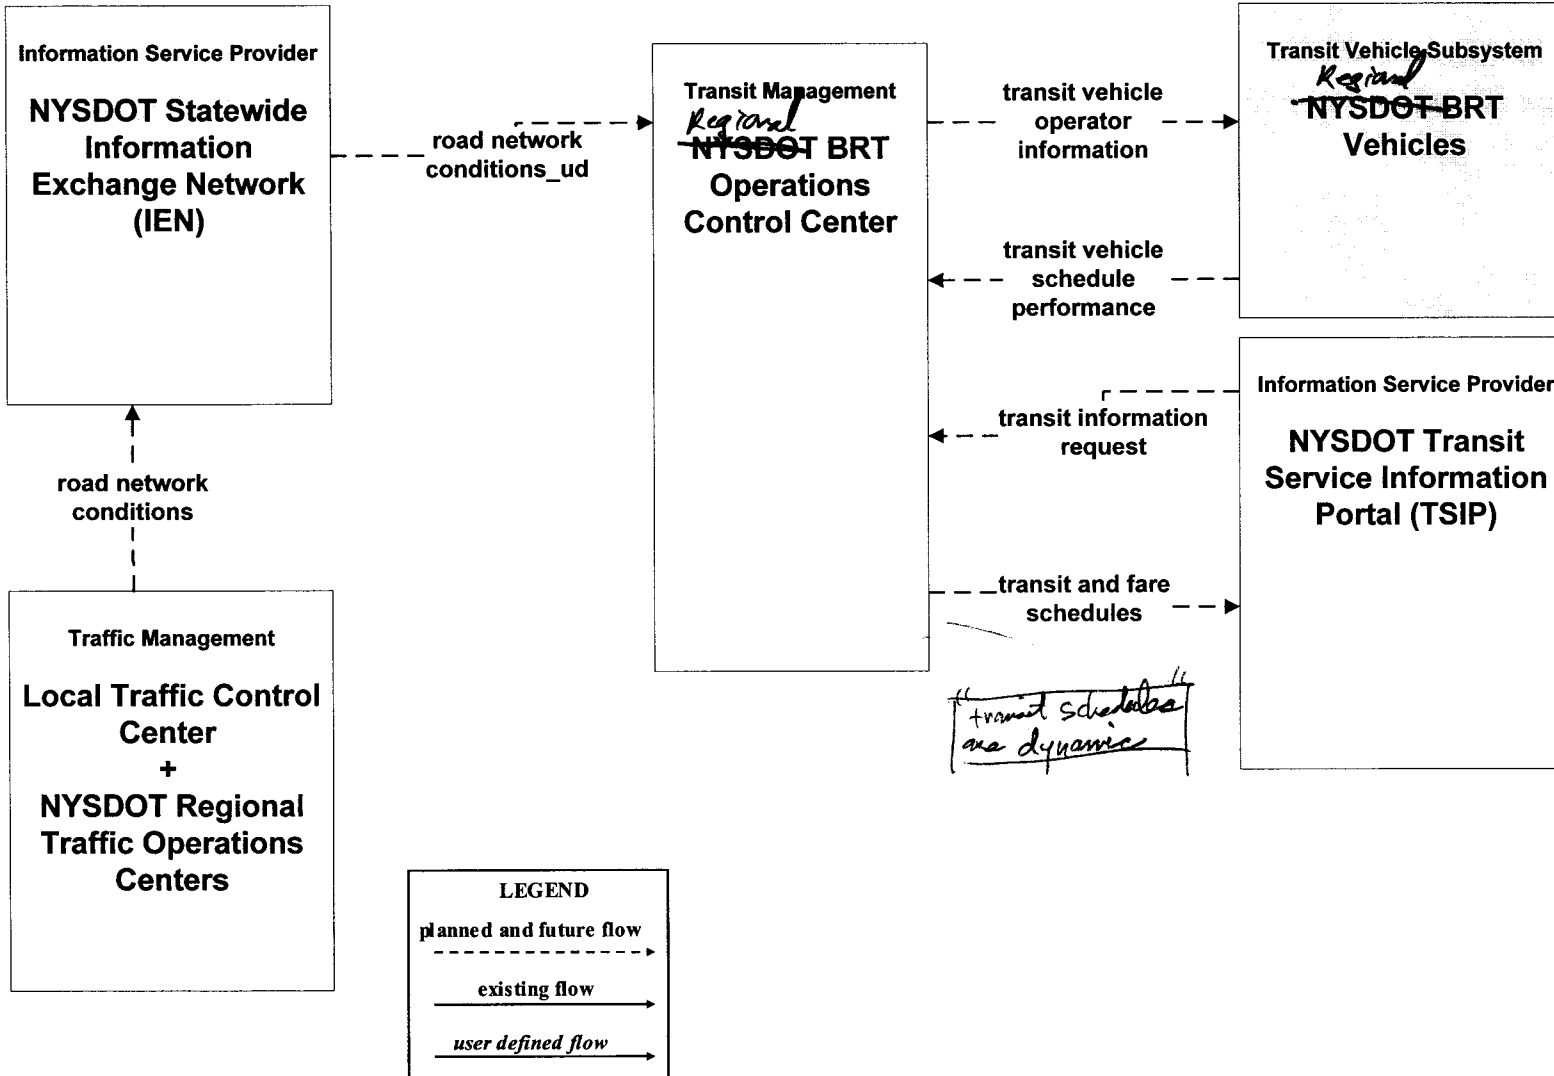 Information Service Provider
NYSDOT Statewide
Information
Exchange Network
(IEN)
road network
conditions_ud
Transit Management
Regional
NYSDOT BRT
Operations
Control Center
transit vehicle
operator
information
Transit Vehicle Subsystem
Regional
NYSDOT BRT
Vehicles
transit vehicle
schedule
performance
transit information
request
Information Service Provider
NYSDOT Transit
Service Information
Portal (TSIP)
transit and fare
schedules
"transit schedules"
are dynamic
road network
conditions
Traffic Management
Local Traffic Control
Center
+
NYSDOT Regional
Traffic Operations
Centers
LEGEND
planned and future flow
existing flow
user defined flow